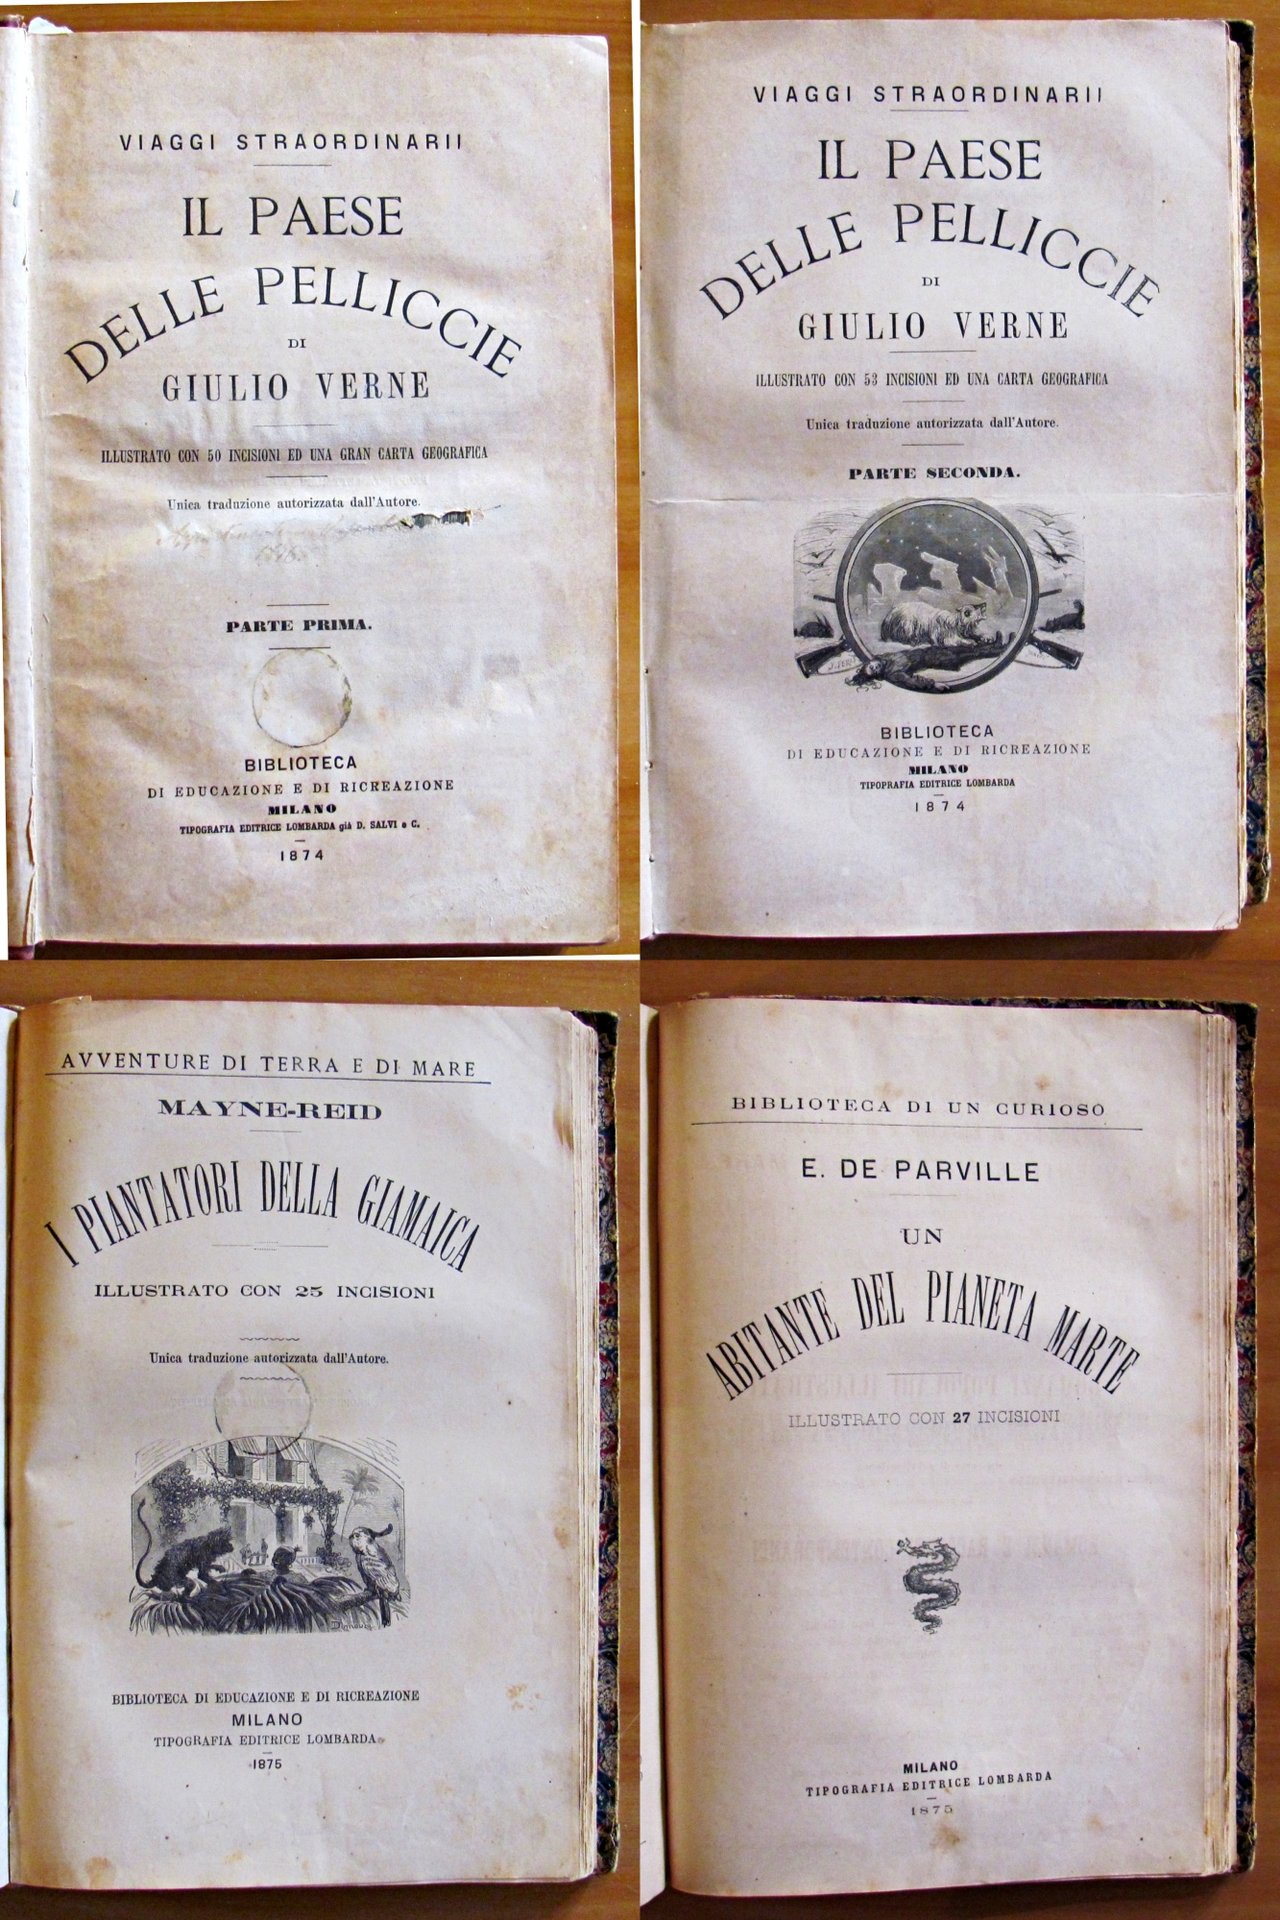 VIAGGI STRAORDINARII
IL PAESE
DELLE PELLICCIE
DI
GIULIO VERNE
ILLUSTRATO CON 50 INCISIONI ED UNA GRAN CARTA GEOGRAFICA
Unica traduzione autorizzata dall'Autore.
PARTE PRIMA.
BIBLIOTECA
DI EDUCAZIONE E DI RICREAZIONE
MILANO
TIPOGRAFIA EDITRICE LOMBARDA già D. SALVI e C.
1874
VIAGGI STRAORDINARII
IL PAESE
DELLE PELLICCIE
DI
GIULIO VERNE
ILLUSTRATO CON 53 INCISIONI ED UNA CARTA GEOGRAFICA
Unica traduzione autorizzata dall'Autore.
PARTE SECONDA.
BIBLIOTECA
DI EDUCAZIONE E DI RICREAZIONE
MILANO
TIPOPRAFIA EDITRICE LOMBARDA
1874
AVVENTURE DI TERRA E DI MARE
MAYNE-REID
I PIANTATORI DELLA GIAMAICA
ILLUSTRATO CON 25 INCISIONI
Unica traduzione autorizzata dall'Autore.
BIBLIOTECA DI EDUCAZIONE E DI RICREAZIONE
MILANO
TIPOGRAFIA EDITRICE LOMBARDA
1875
BIBLIOTECA DI UN CURIOSO
E. DE PARVILLE
UN
ABITANTE DEL PIANETA MARTE
ILLUSTRATO CON 27 INCISIONI
MILANO
TIPOGRAFIA EDITRICE LOMBARDA
1875